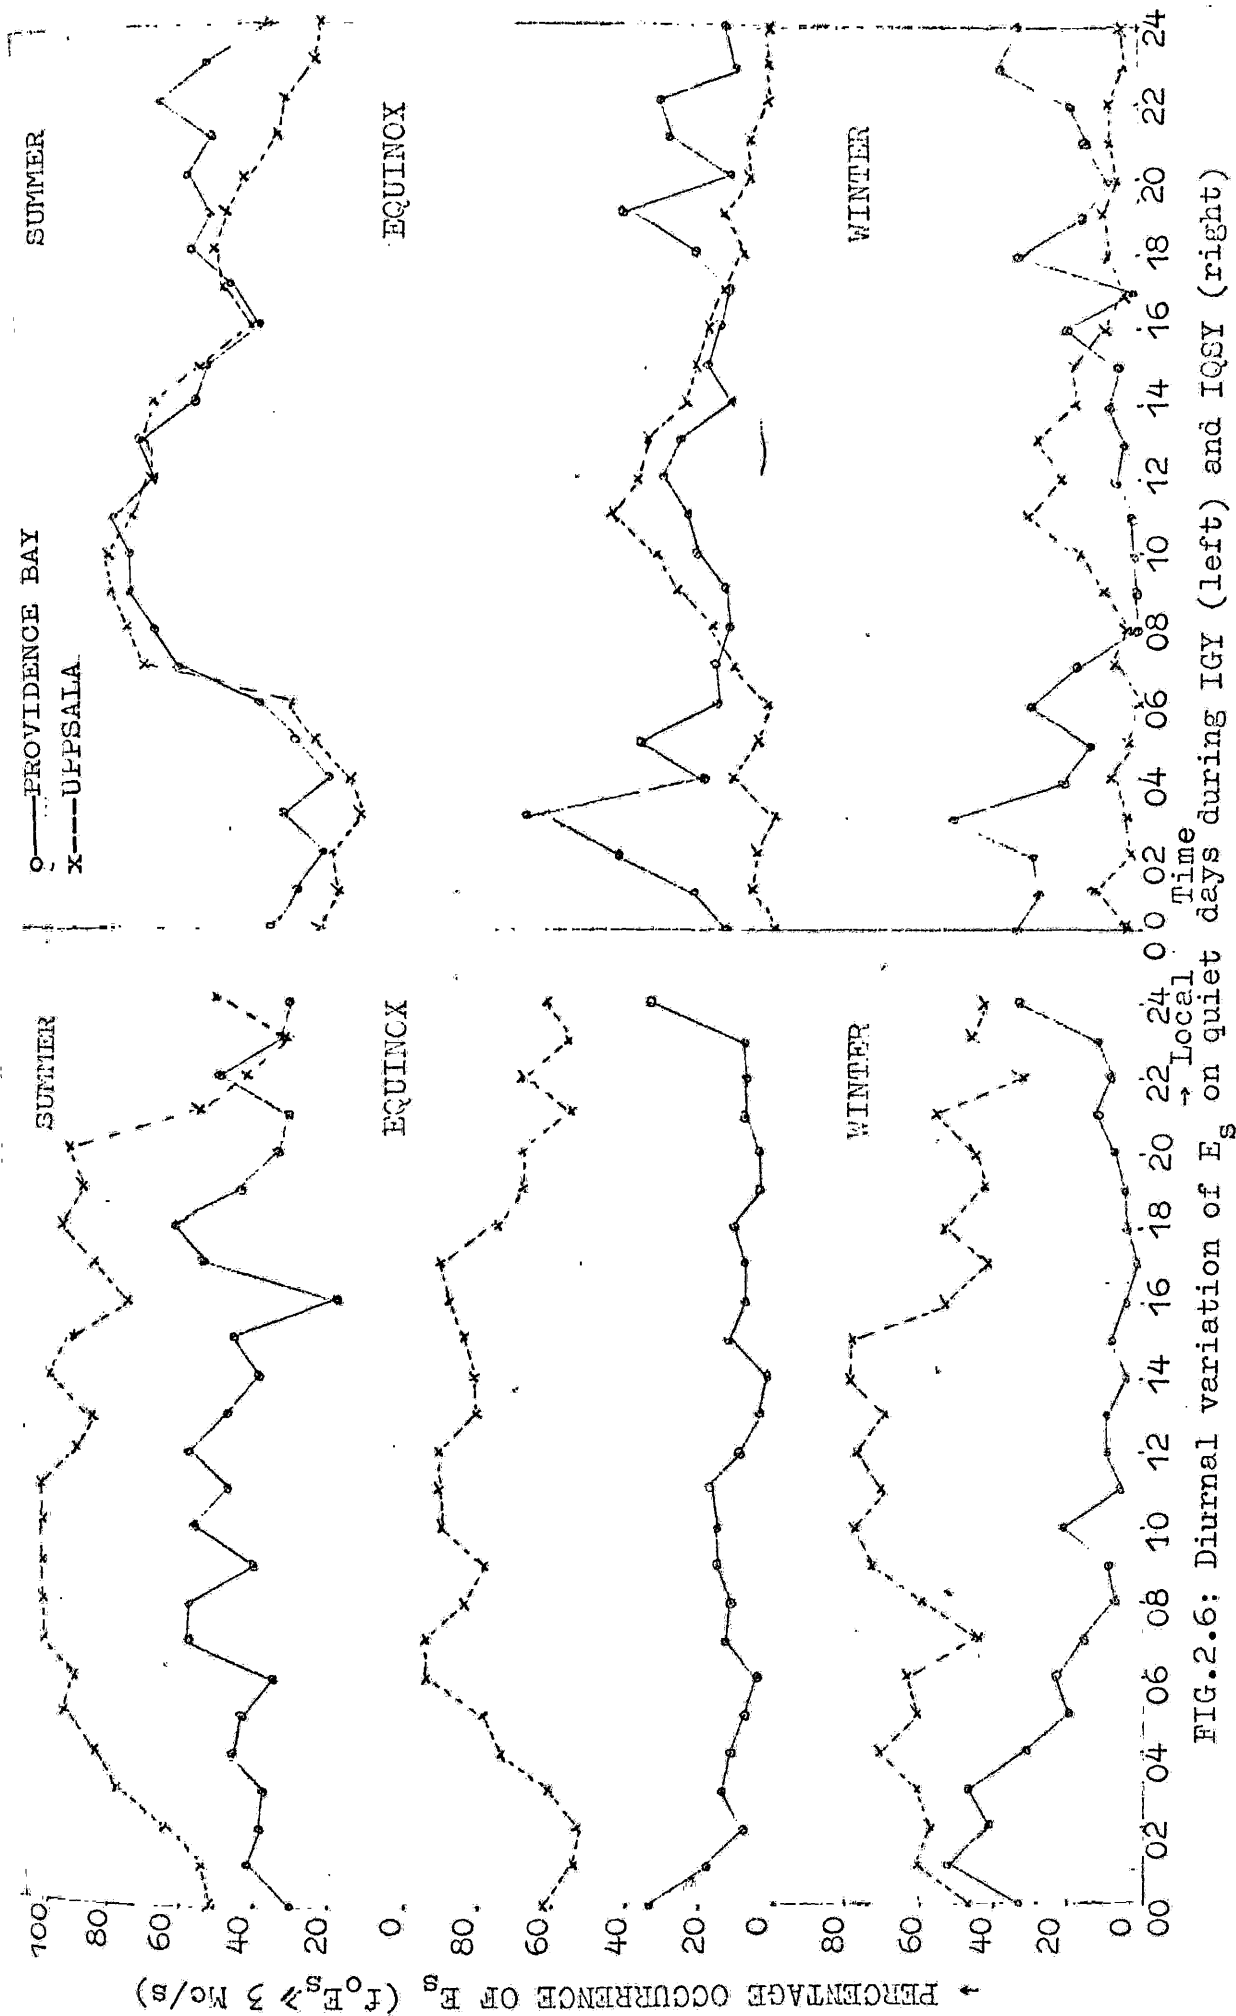 o——PROVIDENCE BAY
x---UPPSALA
SUMMER
SUMMER
EQUINOX
EQUINOX
WINTER
WINTER
→ PERCENTAGE OCCURRENCE OF Es (foEs ⩾ 3 Mc/s)
100
80
60
40
20
0
80
60
40
20
0
80
60
40
20
0
00 02 04 06 08 10 12 14 16 18 20 22 24 0 02 04 06 08 10 12 14 16 18 20 22 24
→ Local Time
FIG.2.6: Diurnal variation of Es on quiet days during IGY (left) and IQSY (right)